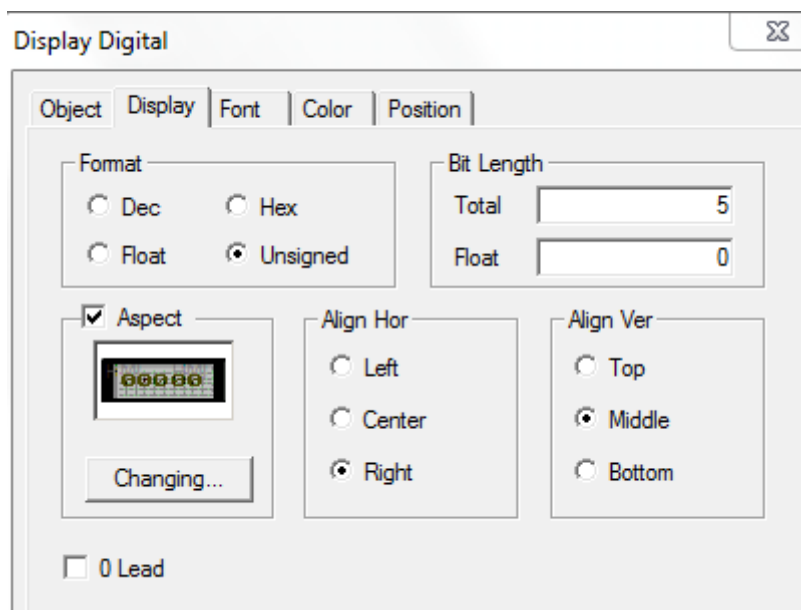 Display Digital
Object Display Font Color Position
Format
Dec Hex
Float Unsigned
Bit Length
Total 5
Float 0
Aspect
Changing...
Align Hor
Left
Center
Right
Align Ver
Top
Middle
Bottom
0 Lead